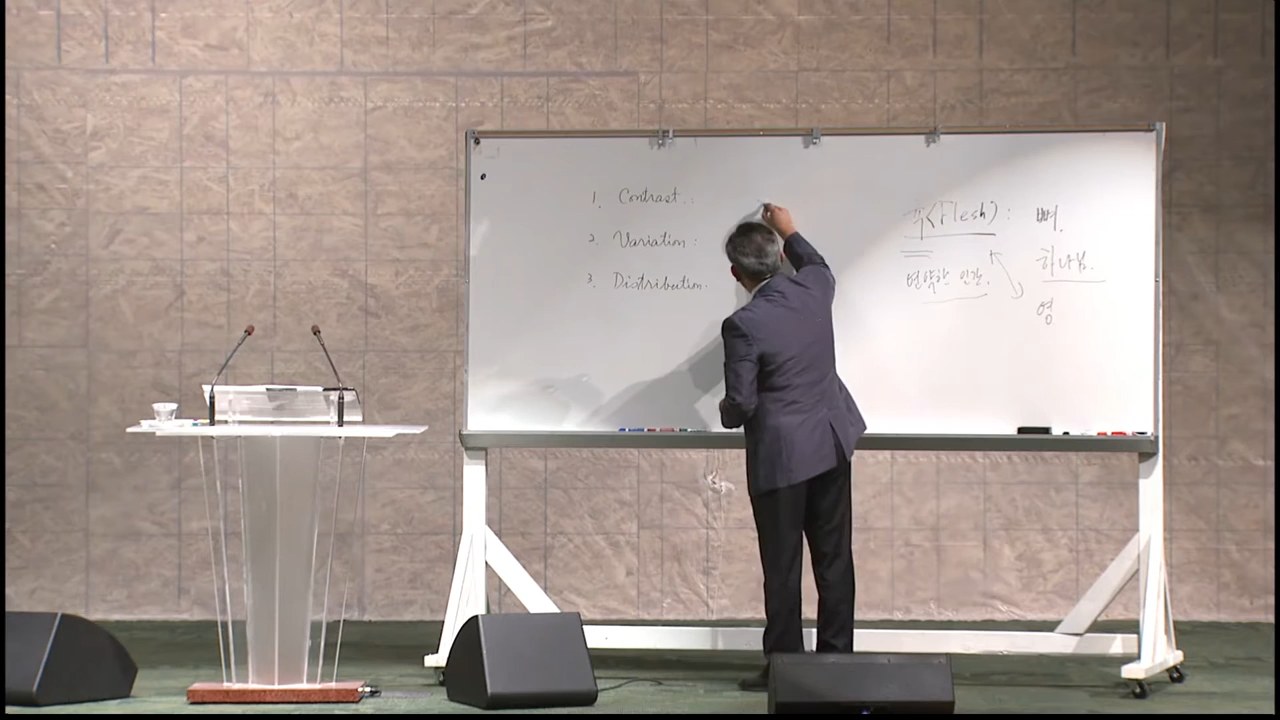 1. Contrast :
2. Variation :
3. Distribution.
육(Flesh) : 뼈.
하나님.
연약한 인간.
영